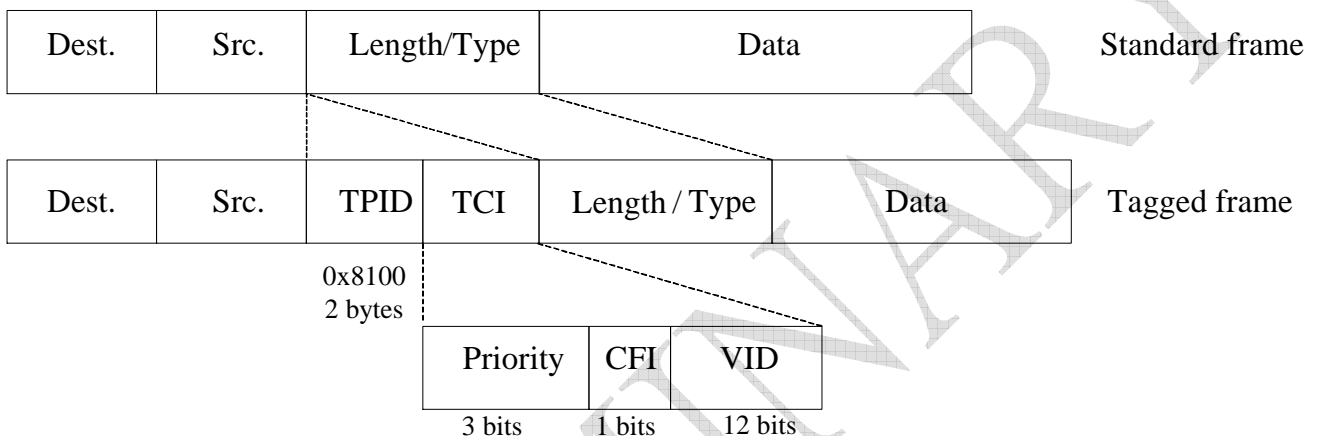 Dest. Src. Length/Type Data Standard frame
Dest. Src. TPID TCI Length / Type Data Tagged frame
0x8100
2 bytes
Priority CFI VID
3 bits 1 bits 12 bits